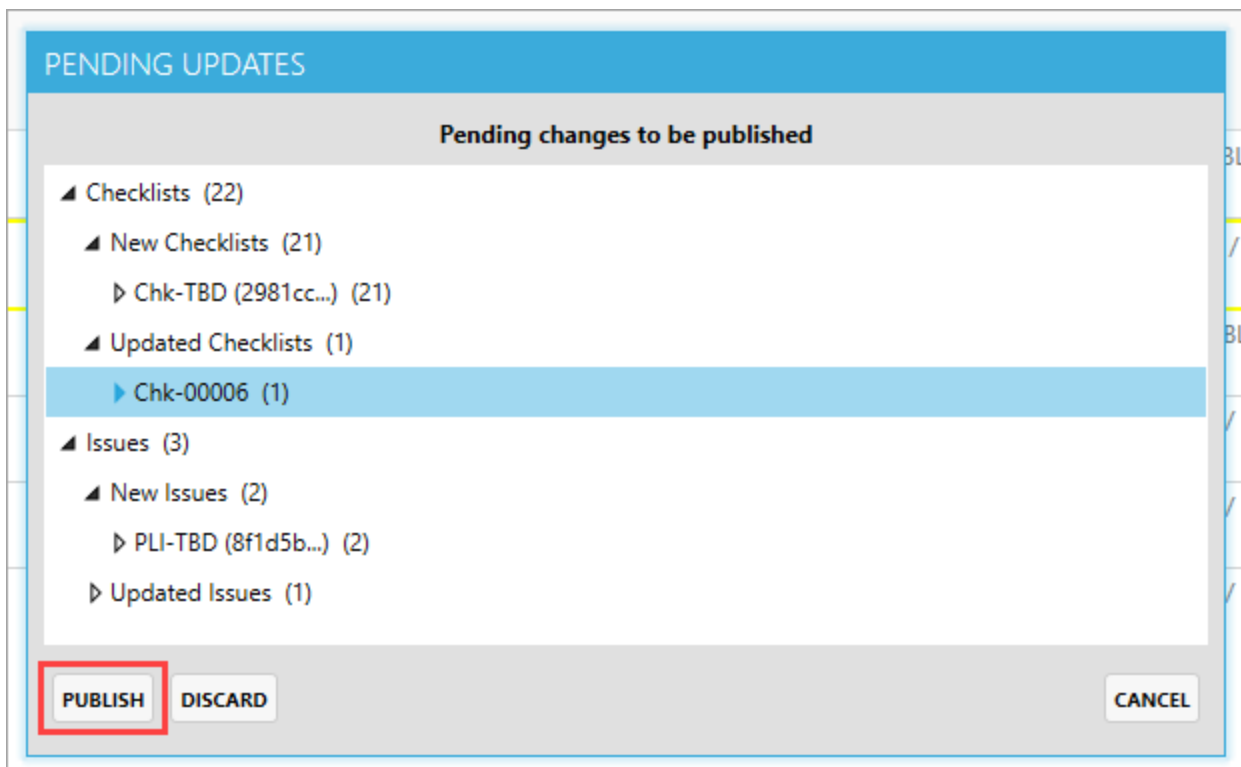 PENDING UPDATES
Pending changes to be published
Checklists (22)
New Checklists (21)
Chk-TBD (2981cc...) (21)
Updated Checklists (1)
Chk-00006 (1)
Issues (3)
New Issues (2)
PLI-TBD (8f1d5b...) (2)
Updated Issues (1)
PUBLISH DISCARD CANCEL